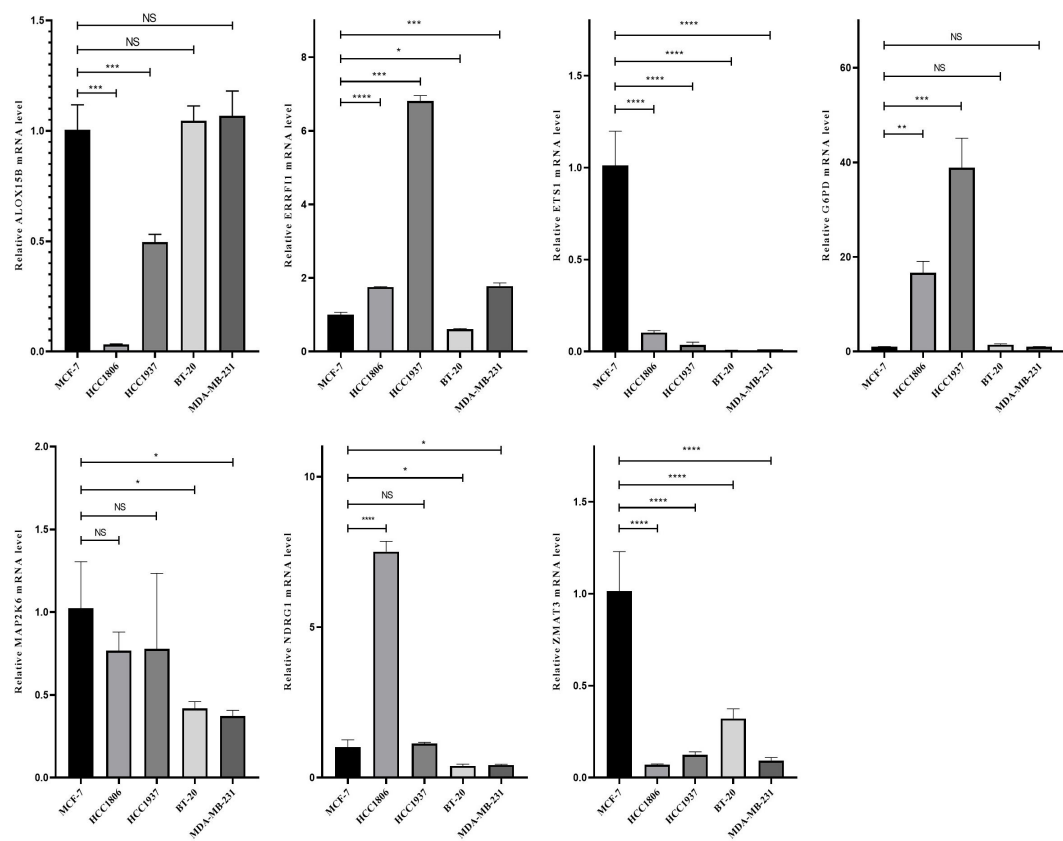 Relative ALOX15B mRNA level
1.5
1.0
0.5
0.0
NS
NS
***
***
MCF-7
HCC1806
HCC1937
BT-20
MDA-MB-231
Relative ERRFI1 mRNA level
8
6
4
2
0
***
*
***
****
MCF-7
HCC1806
HCC1937
BT-20
MDA-MB-231
Relative ETS1 mRNA level
1.5
1.0
0.5
0.0
****
****
****
****
MCF-7
HCC1806
HCC1937
BT-20
MDA-MB-231
Relative G6PD mRNA level
60
40
20
0
NS
NS
***
**
MCF-7
HCC1806
HCC1937
BT-20
MDA-MB-231
Relative MAP2K6 mRNA level
2.0
1.5
1.0
0.5
0.0
*
*
NS
NS
MCF-7
HCC1806
HCC1937
BT-20
MDA-MB-231
Relative NDRG1 mRNA level
10
5
0
*
*
NS
****
MCF-7
HCC1806
HCC1937
BT-20
MDA-MB-231
Relative ZMAT3 mRNA level
1.5
1.0
0.5
0.0
****
****
****
****
MCF-7
HCC1806
HCC1937
BT-20
MDA-MB-231